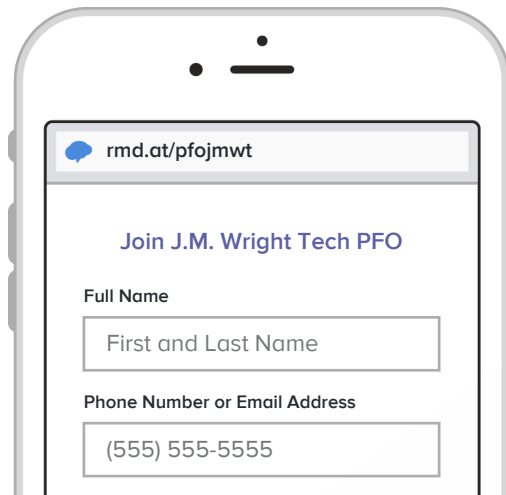 rmd.at/pfojmwt
Join J.M. Wright Tech PFO
Full Name
First and Last Name
Phone Number or Email Address
(555) 555-5555